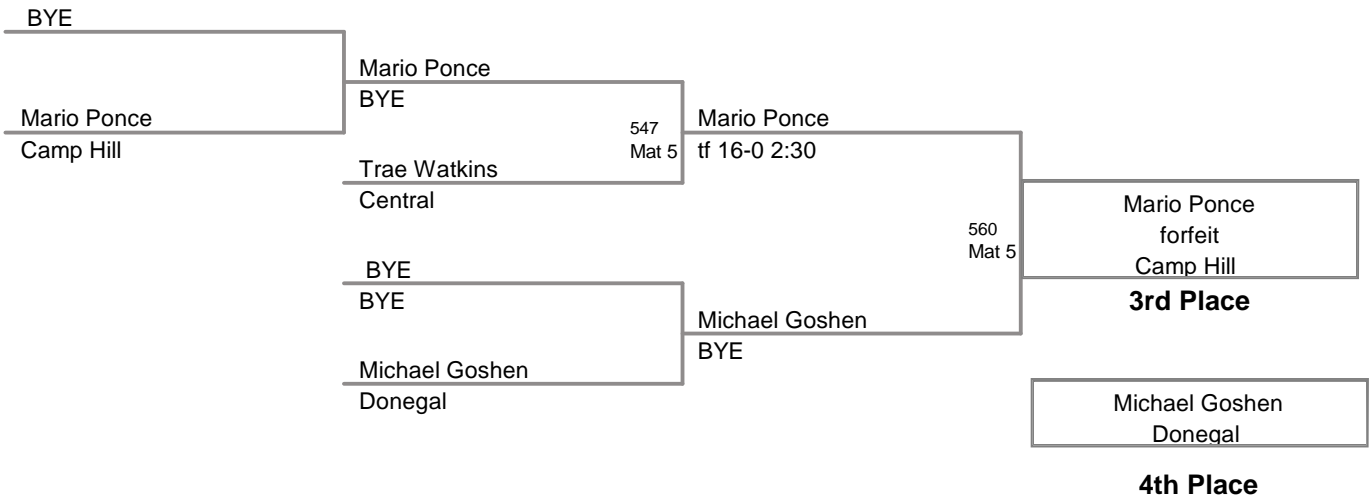 BYE
Mario Ponce
BYE
Mario Ponce
Camp Hill
547
Mat 5
Mario Ponce
tf 16-0 2:30
Trae Watkins
Central
Mario Ponce
forfeit
Camp Hill
560
Mat 5
BYE
BYE
3rd Place
Michael Goshen
BYE
Michael Goshen
Donegal
Michael Goshen
Donegal
4th Place